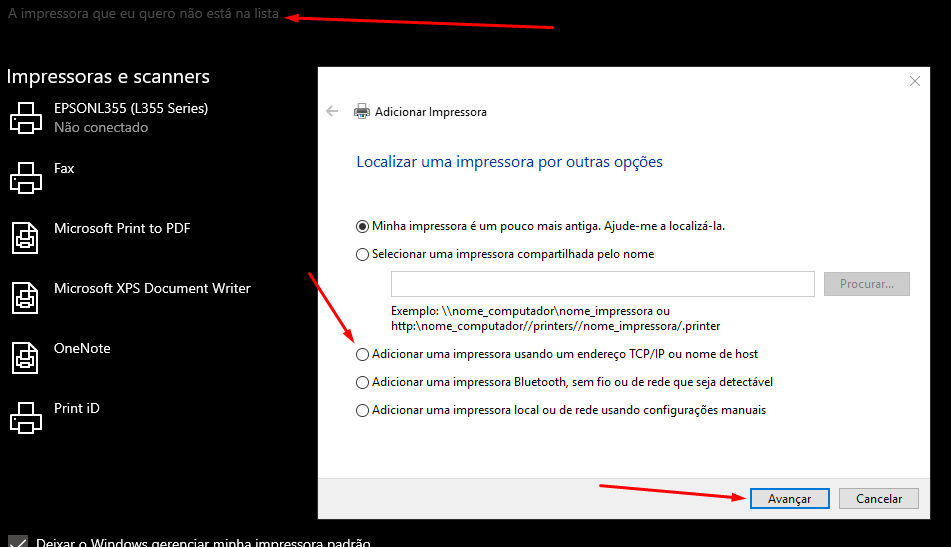 A impressora que eu quero não está na lista
Impressoras e scanners
EPSONL355 (L355 Series)
Não conectado
Fax
Microsoft Print to PDF
Microsoft XPS Document Writer
OneNote
Print iD
Deixar o Windows gerenciar minha impressora padrão
Adicionar Impressora
Localizar uma impressora por outras opções
Minha impressora é um pouco mais antiga. Ajude-me a localizá-la.
Selecionar uma impressora compartilhada pelo nome
Procurar...
Exemplo: \\nome_computador\nome_impressora ou
http:\nome_computador//printers//nome_impressora/.printer
Adicionar uma impressora usando um endereço TCP/IP ou nome de host
Adicionar uma impressora Bluetooth, sem fio ou de rede que seja detectável
Adicionar uma impressora local ou de rede usando configurações manuais
Avançar
Cancelar